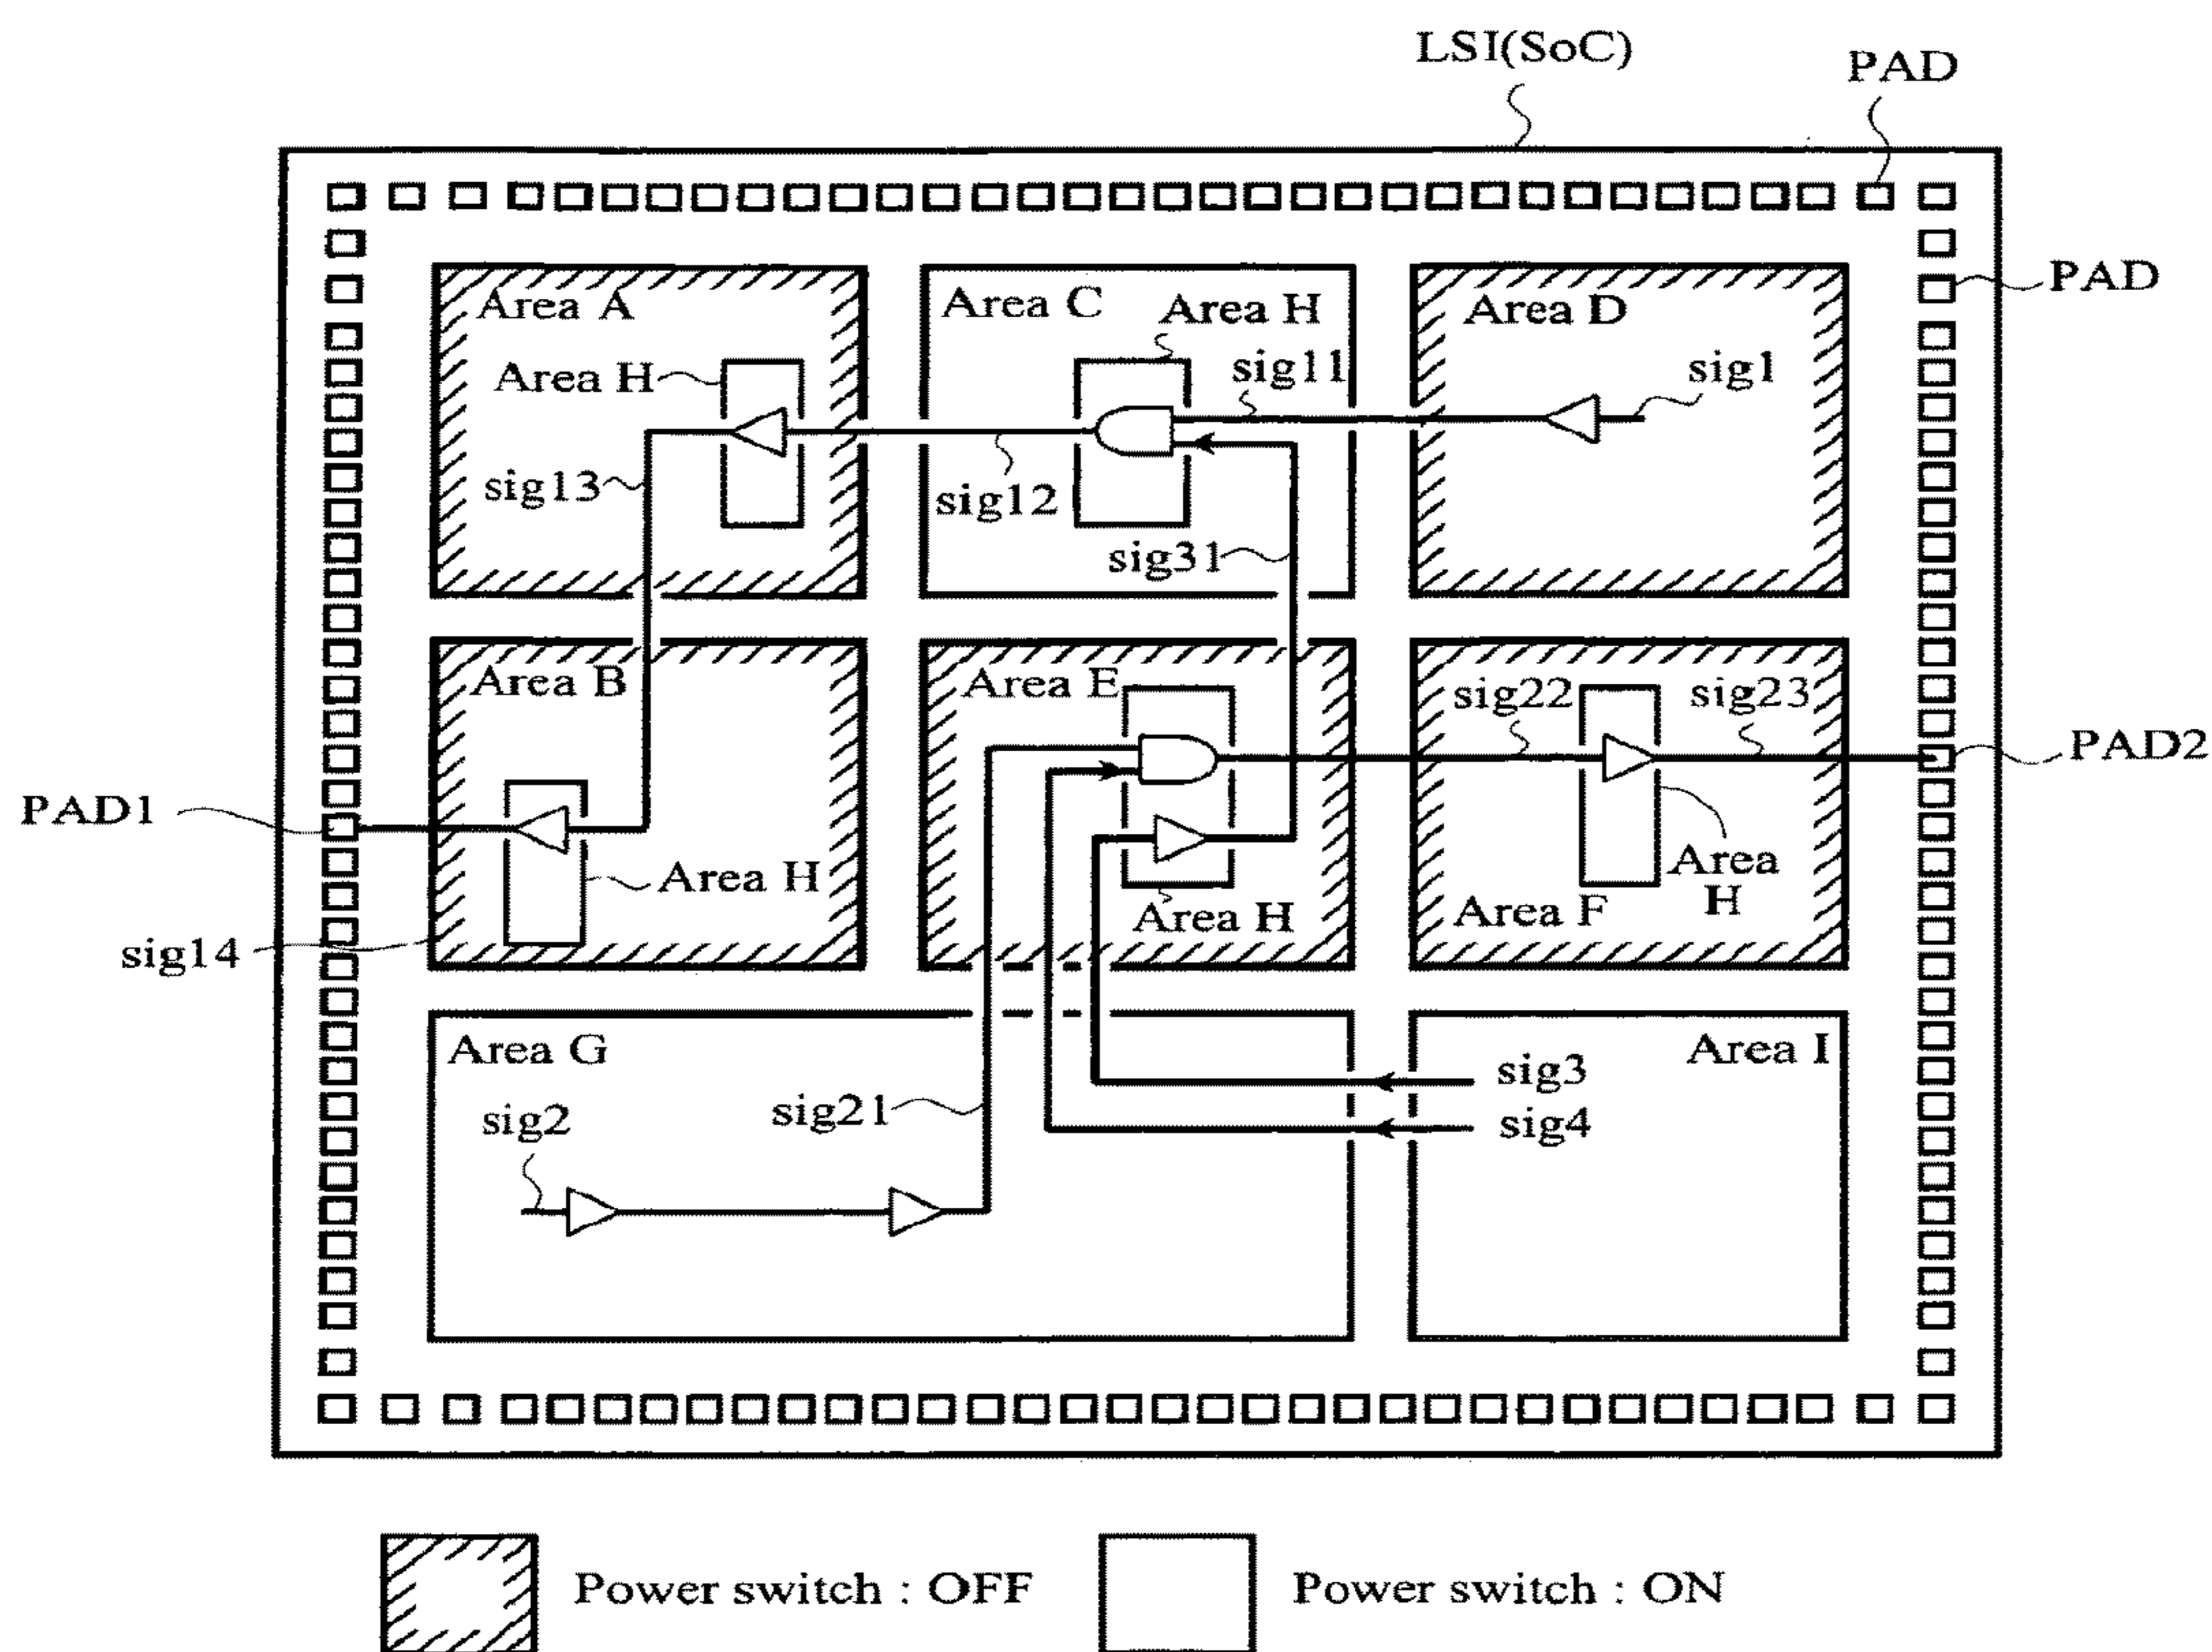 LSI(SoC)
PAD
PAD
Area A
Area H
sig13
Area C
Area H
sig11
sig12
sig31
Area D
sig1
Area B
Area H
PAD1
sig14
Area E
Area H
sig22
sig23
PAD2
Area
H
Area F
Area G
sig2
sig21
Area I
sig3
sig4
Power switch : OFF
Power switch : ON